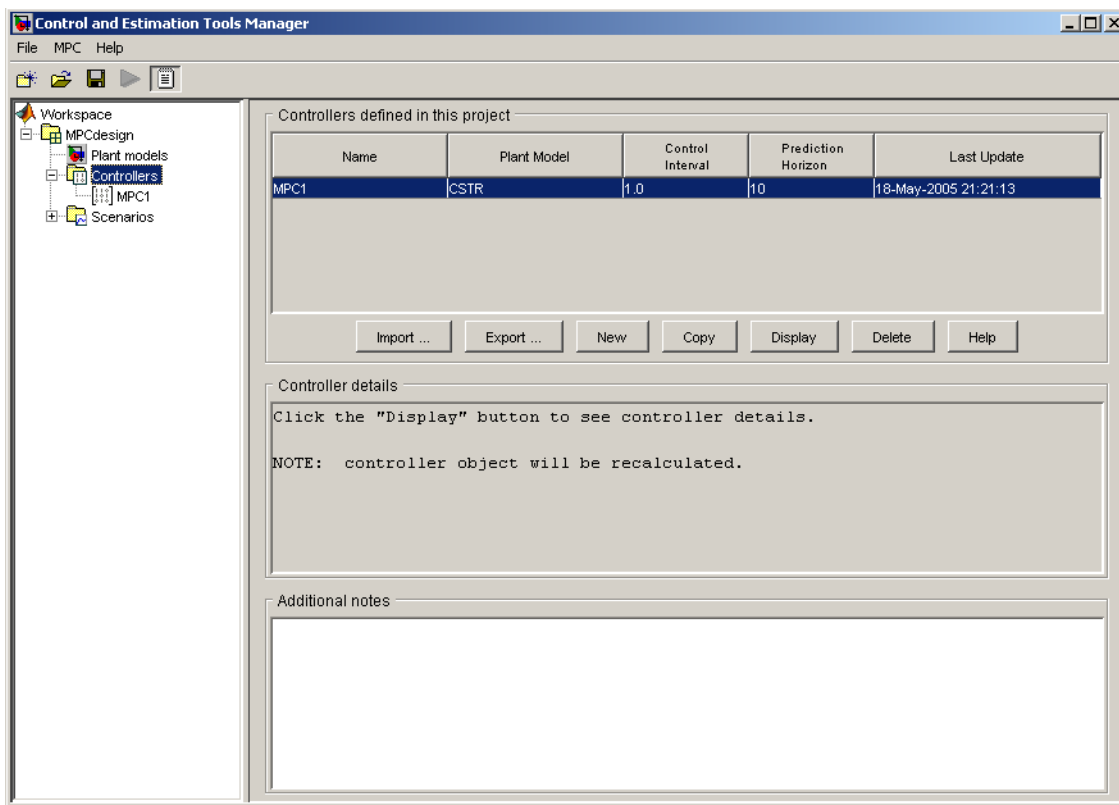 Control and Estimation Tools Manager
File MPC Help
Workspace
MPCdesign
Plant models
Controllers
MPC1
Scenarios
Controllers defined in this project
Name Plant Model Control Interval Prediction Horizon Last Update
MPC1 CSTR 1.0 10 18-May-2005 21:21:13
Import ... Export ... New Copy Display Delete Help
Controller details
Click the "Display" button to see controller details.
NOTE: controller object will be recalculated.
Additional notes